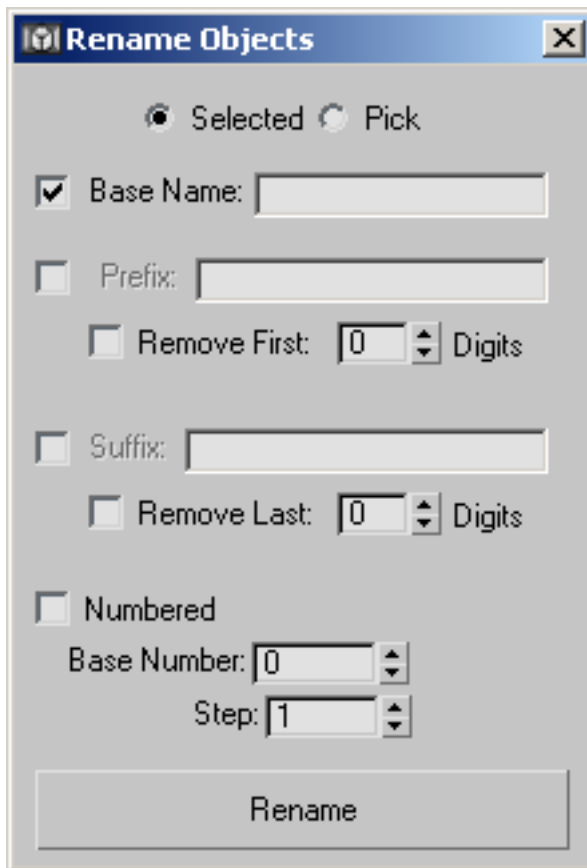 Rename Objects
Selected Pick
Base Name:
Prefix:
Remove First: 0 Digits
Suffix:
Remove Last: 0 Digits
Numbered
Base Number: 0
Step: 1
Rename